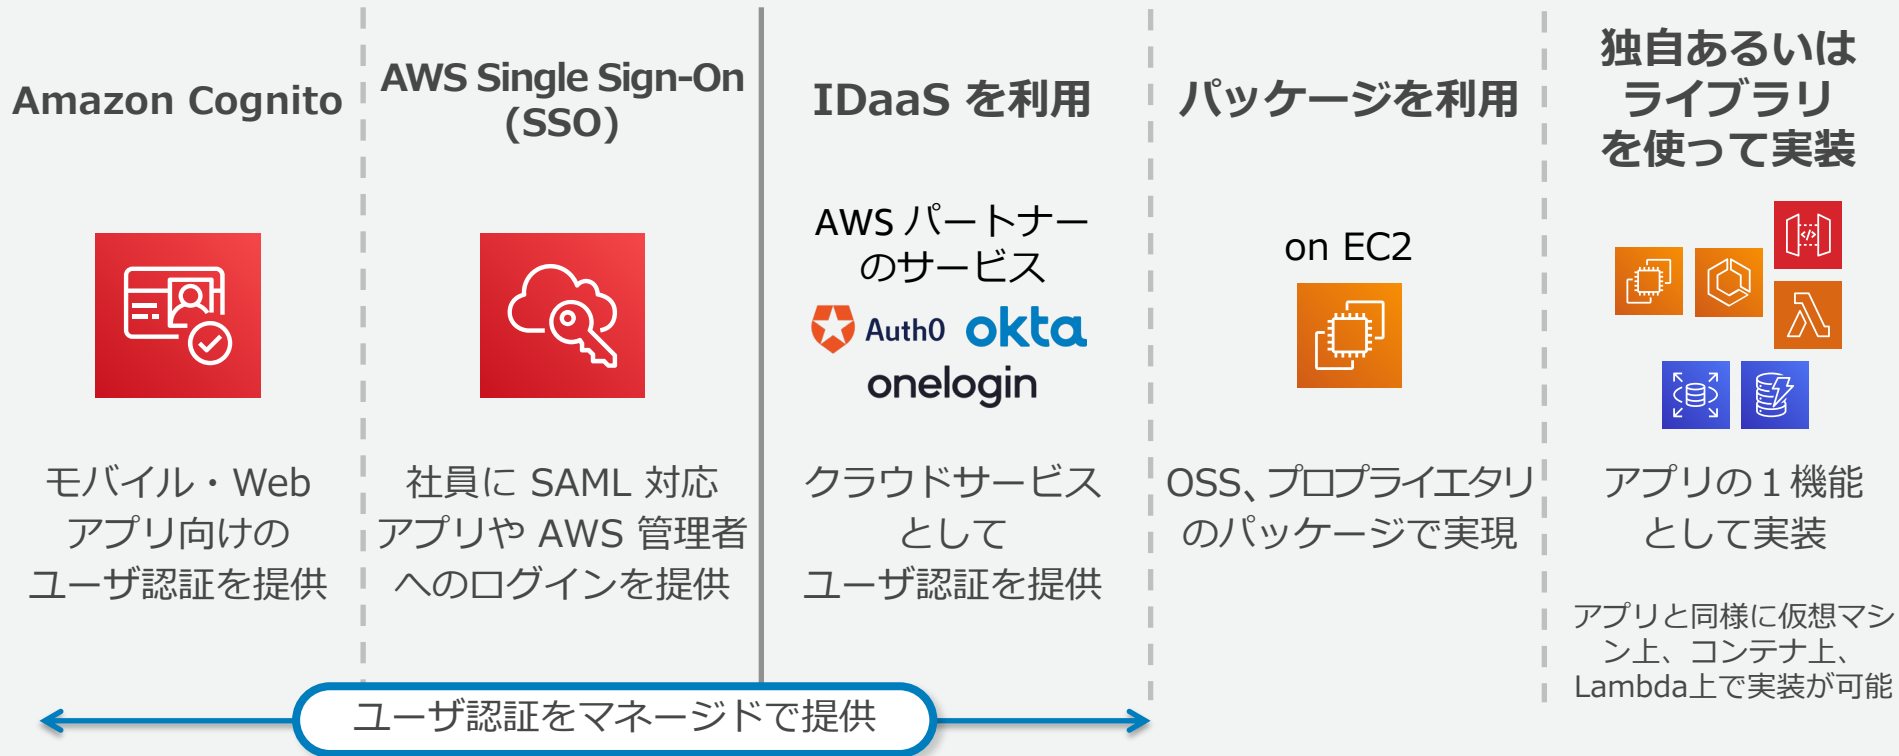 Amazon Cognito
モバイル・Web
アプリ向けの
ユーザ認証を提供
AWS Single Sign-On
(SSO)
社員に SAML 対応
アプリや AWS 管理者
へのログインを提供
IDaaS を利用
AWS パートナー
のサービス
Auth0 okta
onelogin
クラウドサービス
として
ユーザ認証を提供
パッケージを利用
on EC2
OSS、プロプライエタリ
のパッケージで実現
独自あるいは
ライブラリ
を使って実装
アプリの1機能
として実装
アプリと同様に仮想マシ
ン上、コンテナ上、
Lambda上で実装が可能
ユーザ認証をマネージドで提供